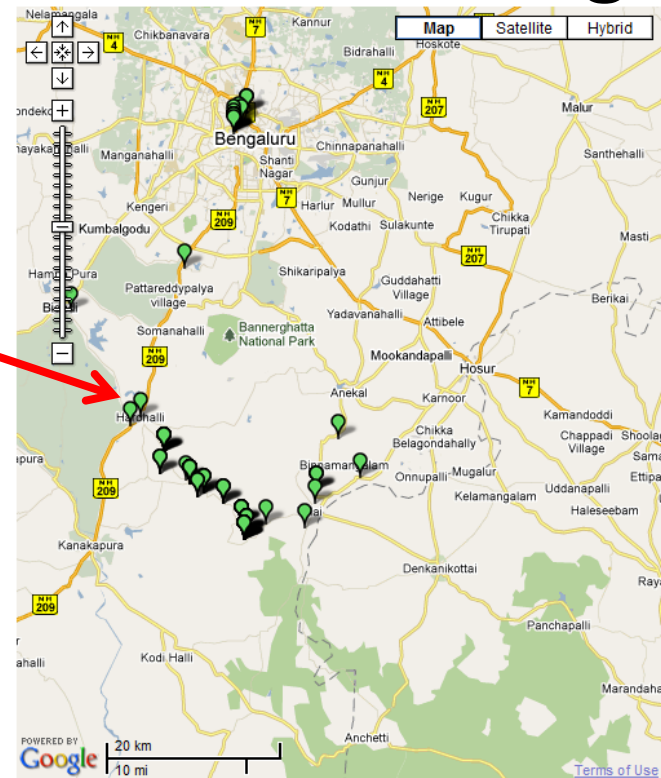 Nelamangala
Kannur
Chikbanavara
NH 4
NH 7
Map Satellite Hybrid
Bidrahalli
Hoskote
NH 4
NH 207
Malur
Bengaluru
Chinnapanahalli
Manganahalli
Shanti Nagar
Santhehalli
Gunjur
NH 7
Harlur Mullur
Nerige Kugur
Kengeri
NH 209
Kumbalgodu
Kodathi Sulakunte
Chikka Tirupati
Masti
NH 207
Shikaripalya
Guddahatti Village
Pattareddypalya village
Berikai
Yadavanahalli
Attibele
Somanahalli
Bannerghatta National Park
NH 209
Mookandapalli
Hosur
NH 7
Anekal
Karnoor
Kamandoddi
Chikka Belagondahally
Chappadi Village
Onnupalli Mugalur
Uddanapalli
NH 209
Kelamangalam
Haleseebam
Kanakapura
Denkanikottai
NH 209
Panchapalli
Kodi Halli
Anchetti
POWERED BY Google
20 km
10 mi
Terms of Use